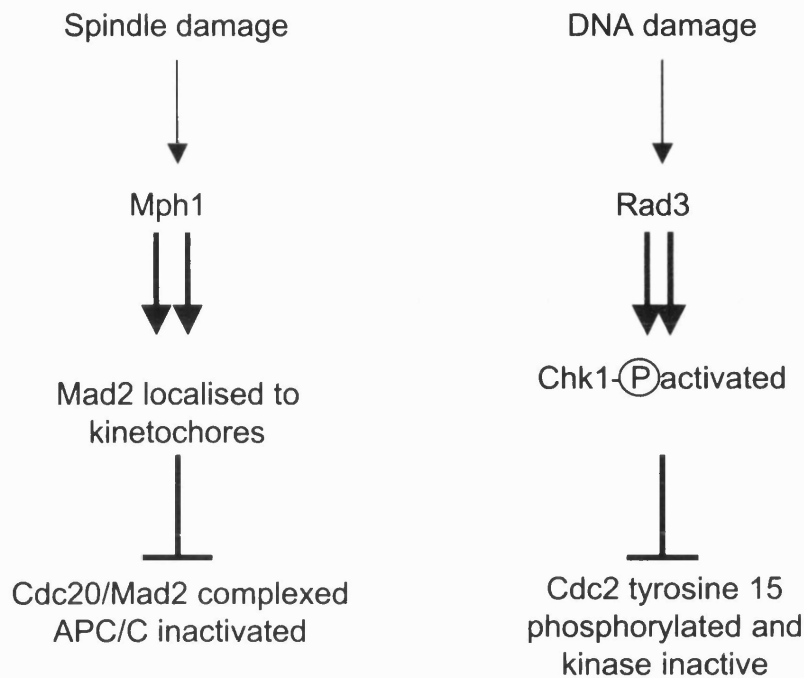 Spindle damage
Mph1
Mad2 localised to
kinetochores
Cdc20/Mad2 complexed
APC/C inactivated
DNA damage
Rad3
Chk1-Ⓟactivated
Cdc2 tyrosine 15
phosphorylated and
kinase inactive